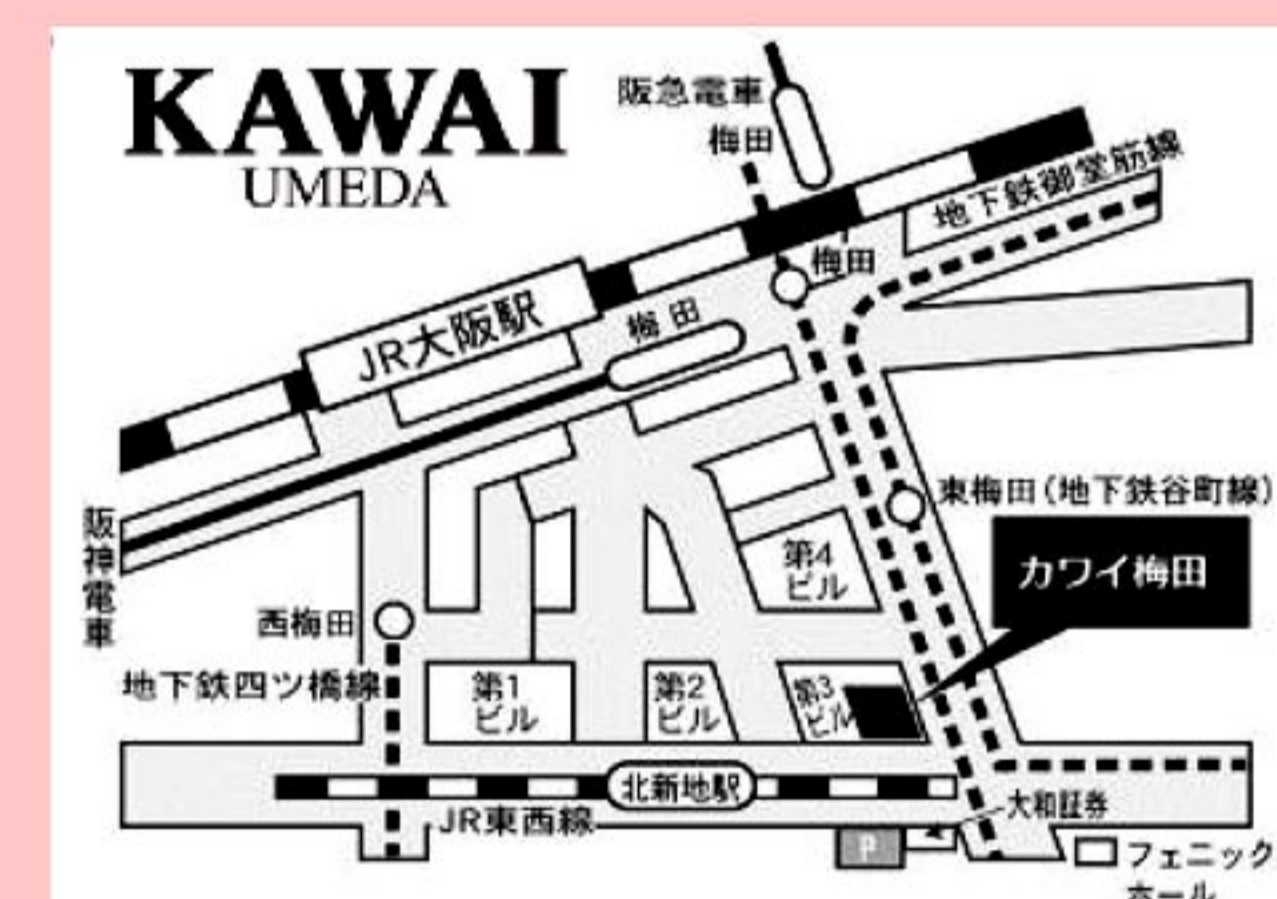 KAWAI
UMEDA
阪急電車
梅田
地下鉄御堂筋線
梅田
JR大阪駅
梅田
阪神電車
東梅田(地下鉄谷町線)
カワイ梅田
第4
ビル
西梅田
地下鉄四ツ橋線
第1
ビル
第2
ビル
第3
ビル
北新地駅
JR東西線
大和証券
P
フェニック
ホール